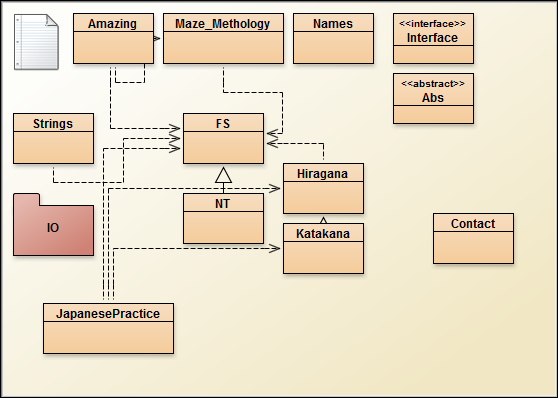 Amazing
Maze_Methology
Names
<<interface>>
Interface
<<abstract>>
Abs
Strings
FS
Hiragana
NT
IO
Katakana
Contact
JapanesePractice